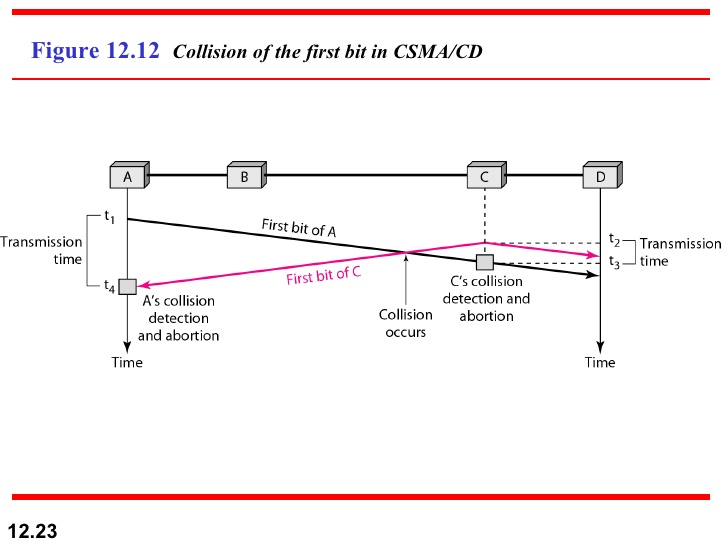 Figure 12.12 Collision of the first bit in CSMA/CD
A
B
C
D
t1
First bit of A
Transmission
time
t2
t3
Transmission
time
t4
First bit of C
A's collision
detection
and abortion
Collision
occurs
C's collision
detection and
abortion
Time
Time
12.23